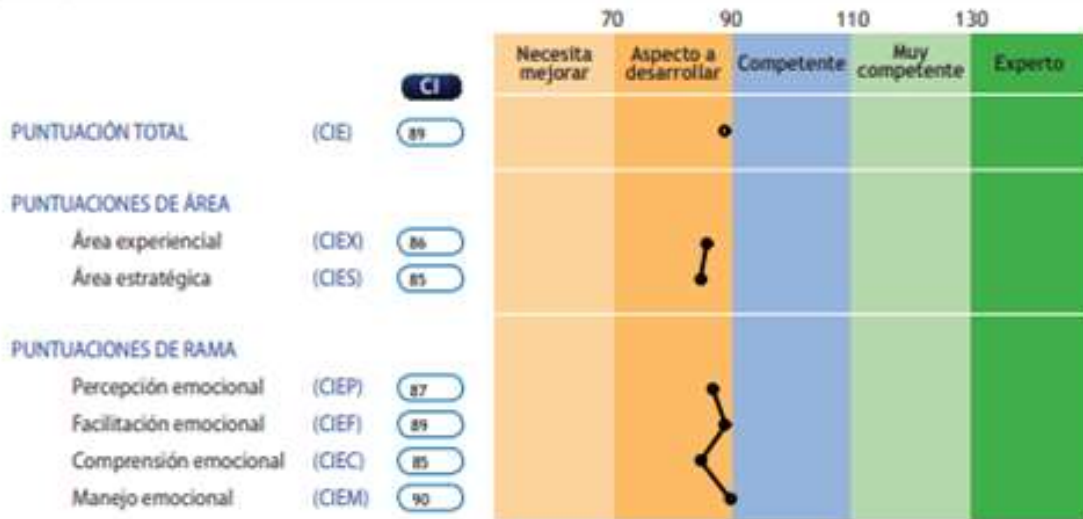 70 90 110 130
Necesita mejorar
Aspecto a desarrollar
Competente
Muy competente
Experto
CI
PUNTUACIÓN TOTAL (CIE) 89
PUNTUACIONES DE ÁREA
Área experiencial (CIEX) 86
Área estratégica (CIES) 85
PUNTUACIONES DE RAMA
Percepción emocional (CIEP) 87
Facilitación emocional (CIEF) 89
Comprensión emocional (CIEC) 85
Manejo emocional (CIEM) 90